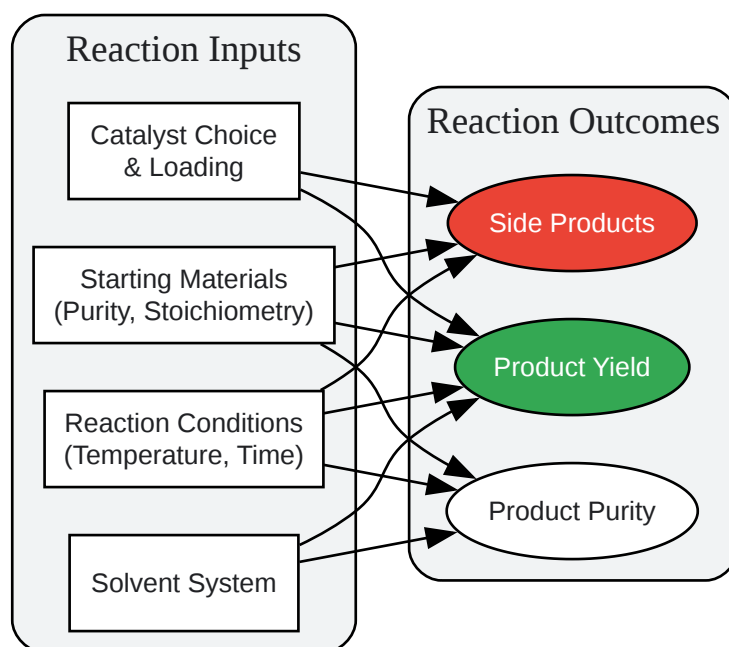 Reaction Inputs
Catalyst Choice
& Loading
Starting Materials
(Purity, Stoichiometry)
Reaction Conditions
(Temperature, Time)
Solvent System
Reaction Outcomes
Side Products
Product Yield
Product Purity